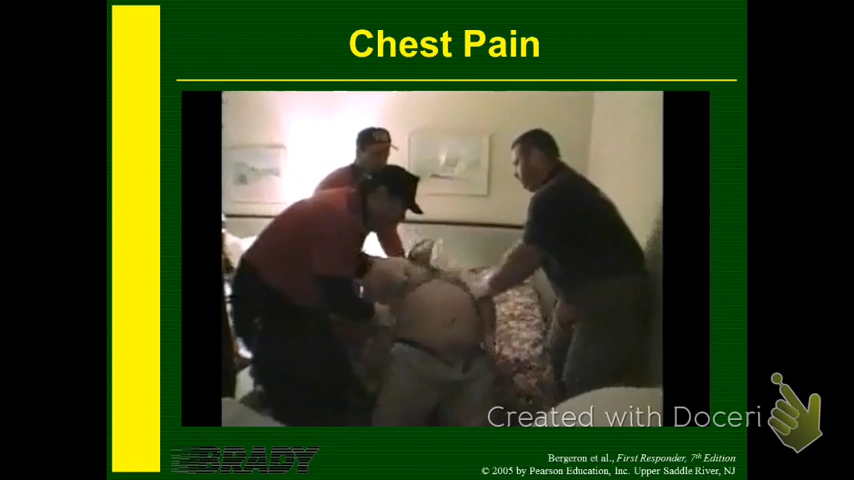 Chest Pain
Created with Doceri
BRADY
Bergeron et al., First Responder, 7th Edition
© 2005 by Pearson Education, Inc. Upper Saddle River, NJ